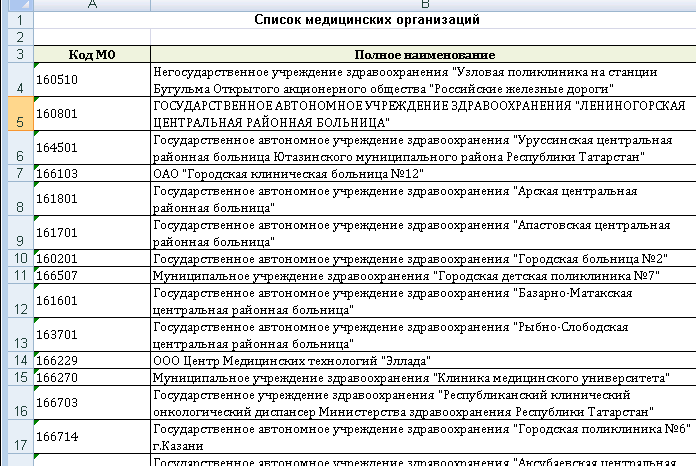 A B
1 Список медицинских организаций
2
3 Код МО Полное наименование
4 160510 Негосударственное учреждение здравоохранения "Узловая поликлиника на станции
Бугульма Открытого акционерного общества "Российские железные дороги"
5 160801 ГОСУДАРСТВЕННОЕ АВТОНОМНОЕ УЧРЕЖДЕНИЕ ЗДРАВООХРАНЕНИЯ "ЛЕНИНОГОРСКАЯ
ЦЕНТРАЛЬНАЯ РАЙОННАЯ БОЛЬНИЦА"
6 164501 Государственное автономное учреждение здравоохранения "Уруссинская центральная
районная больница Ютазинского муниципального района Республики Татарстан"
7 166103 ОАО "Городская клиническая больница №12"
8 161801 Государственное автономное учреждение здравоохранения "Арская центральная
районная больница"
9 161701 Государственное автономное учреждение здравоохранения "Апастовская центральная
районная больница"
10 160201 Государственное автономное учреждение здравоохранения "Городская больница №2"
11 166507 Муниципальное учреждение здравоохранения "Городская детская поликлиника №7"
12 161601 Государственное автономное учреждение здравоохранения "Базарно-Матакская
центральная районная больница"
13 163701 Государственное автономное учреждение здравоохранения "Рыбно-Слободская
центральная районная больница"
14 166229 ООО Центр Медицинских технологий "Эллада"
15 166270 Муниципальное учреждение здравоохранения "Клиника медицинского университета"
16 166703 Государственное учреждение здравоохранения "Республиканский клинический
онкологический диспансер Министерства здравоохранения Республики Татарстан"
17 166714 Государственное автономное учреждение здравоохранения "Городская поликлиника №6"
г.Казани
Государственное автономное учреждение здравоохранения "Аксубаевская центральная